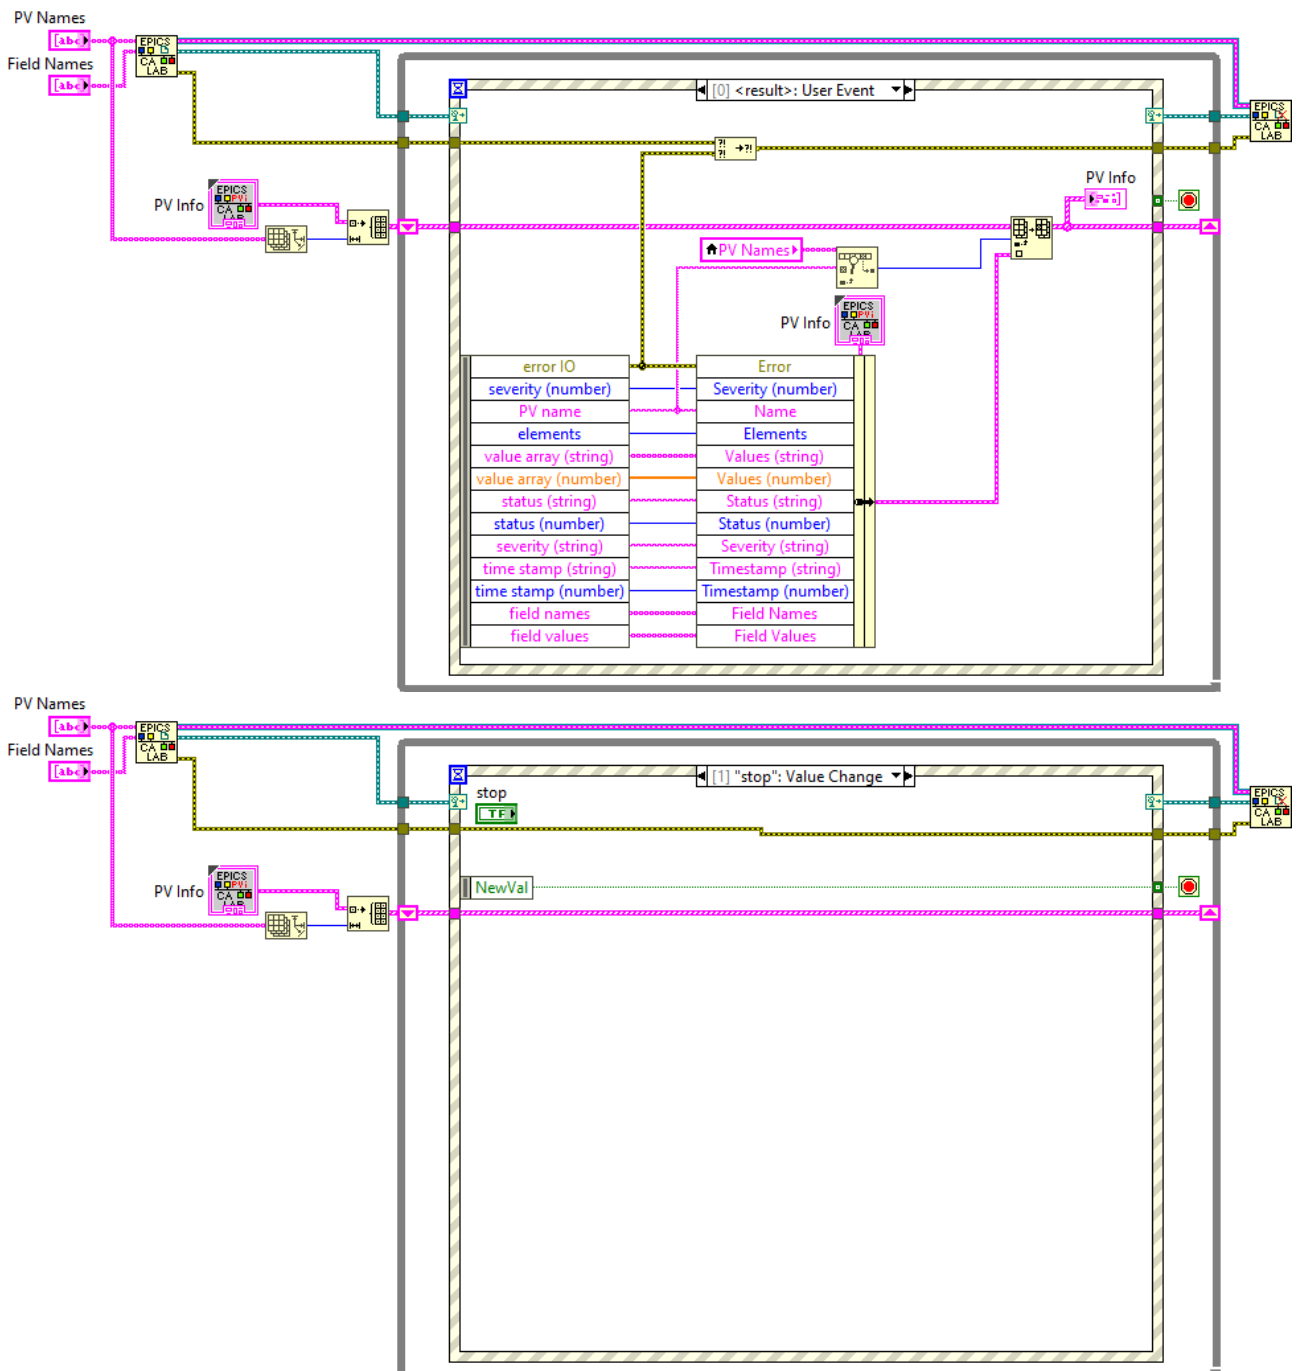 PV Names
[abc]
Field Names
[abc]
EPICS
CA
LAB
[0] <result>: User Event
EPICS
CA
LAB
PV Info
EPICS
PVi
CA
LAB
PV Info
PV Names
PV Info
EPICS
PVi
CA
LAB
error IO Error
severity (number) Severity (number)
PV name Name
elements Elements
value array (string) Values (string)
value array (number) Values (number)
status (string) Status (string)
status (number) Status (number)
severity (string) Severity (string)
time stamp (string) Timestamp (string)
time stamp (number) Timestamp (number)
field names Field Names
field values Field Values
PV Names
[abc]
Field Names
[abc]
EPICS
CA
LAB
[1] "stop": Value Change
stop
TF
EPICS
CA
LAB
PV Info
EPICS
PVi
CA
LAB
NewVal